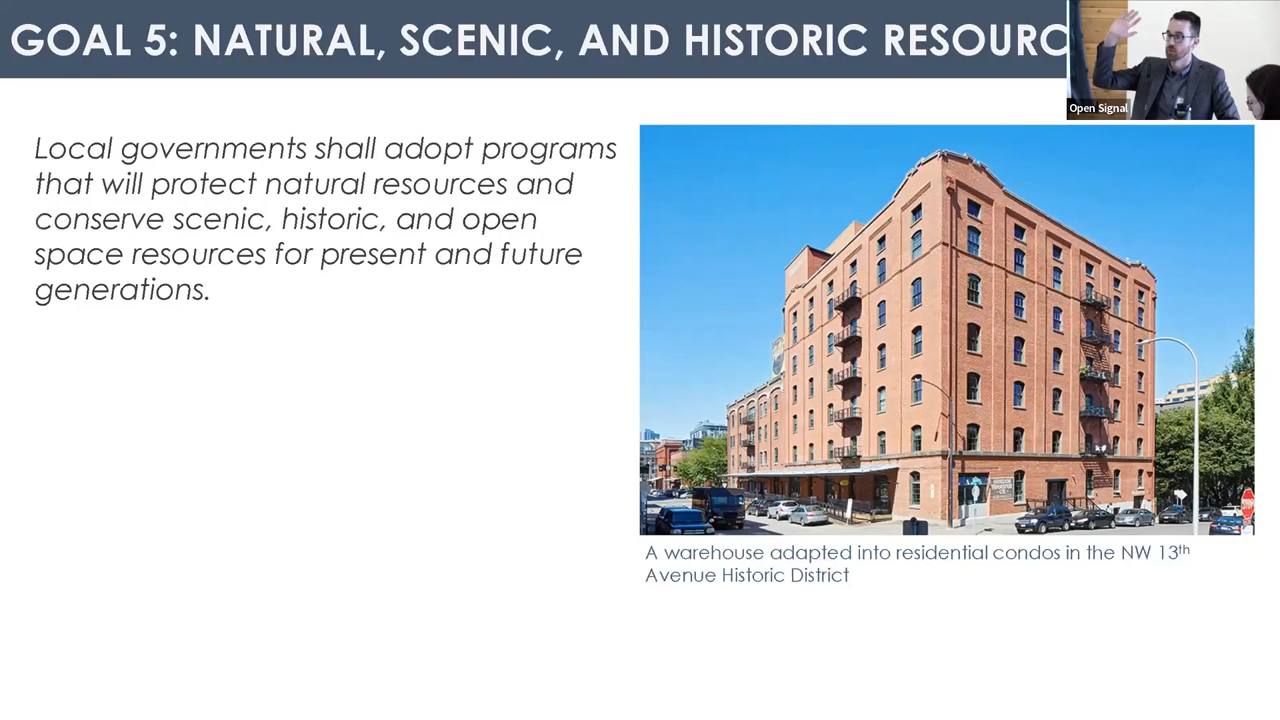 GOAL 5: NATURAL, SCENIC, AND HISTORIC RESOURC
Open Signal
Local governments shall adopt programs
that will protect natural resources and
conserve scenic, historic, and open
space resources for present and future
generations.
A warehouse adapted into residential condos in the NW 13th
Avenue Historic District